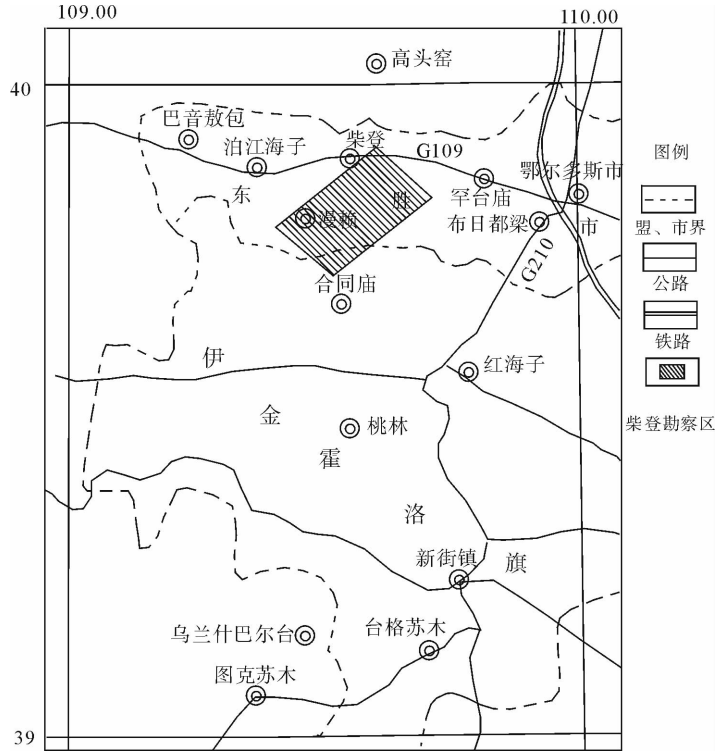 109.00
110.00
40
高头窑
巴音敖包
泊江海子
柴登
G109
鄂尔多斯市
罕台庙
东
胜
市
漫赖
布日都梁
G210
合同庙
伊
红海子
金
桃林
霍
洛
新街镇
旗
乌兰什巴尔台
台格苏木
图克苏木
39
图例
盟、市界
公路
铁路
柴登勘察区